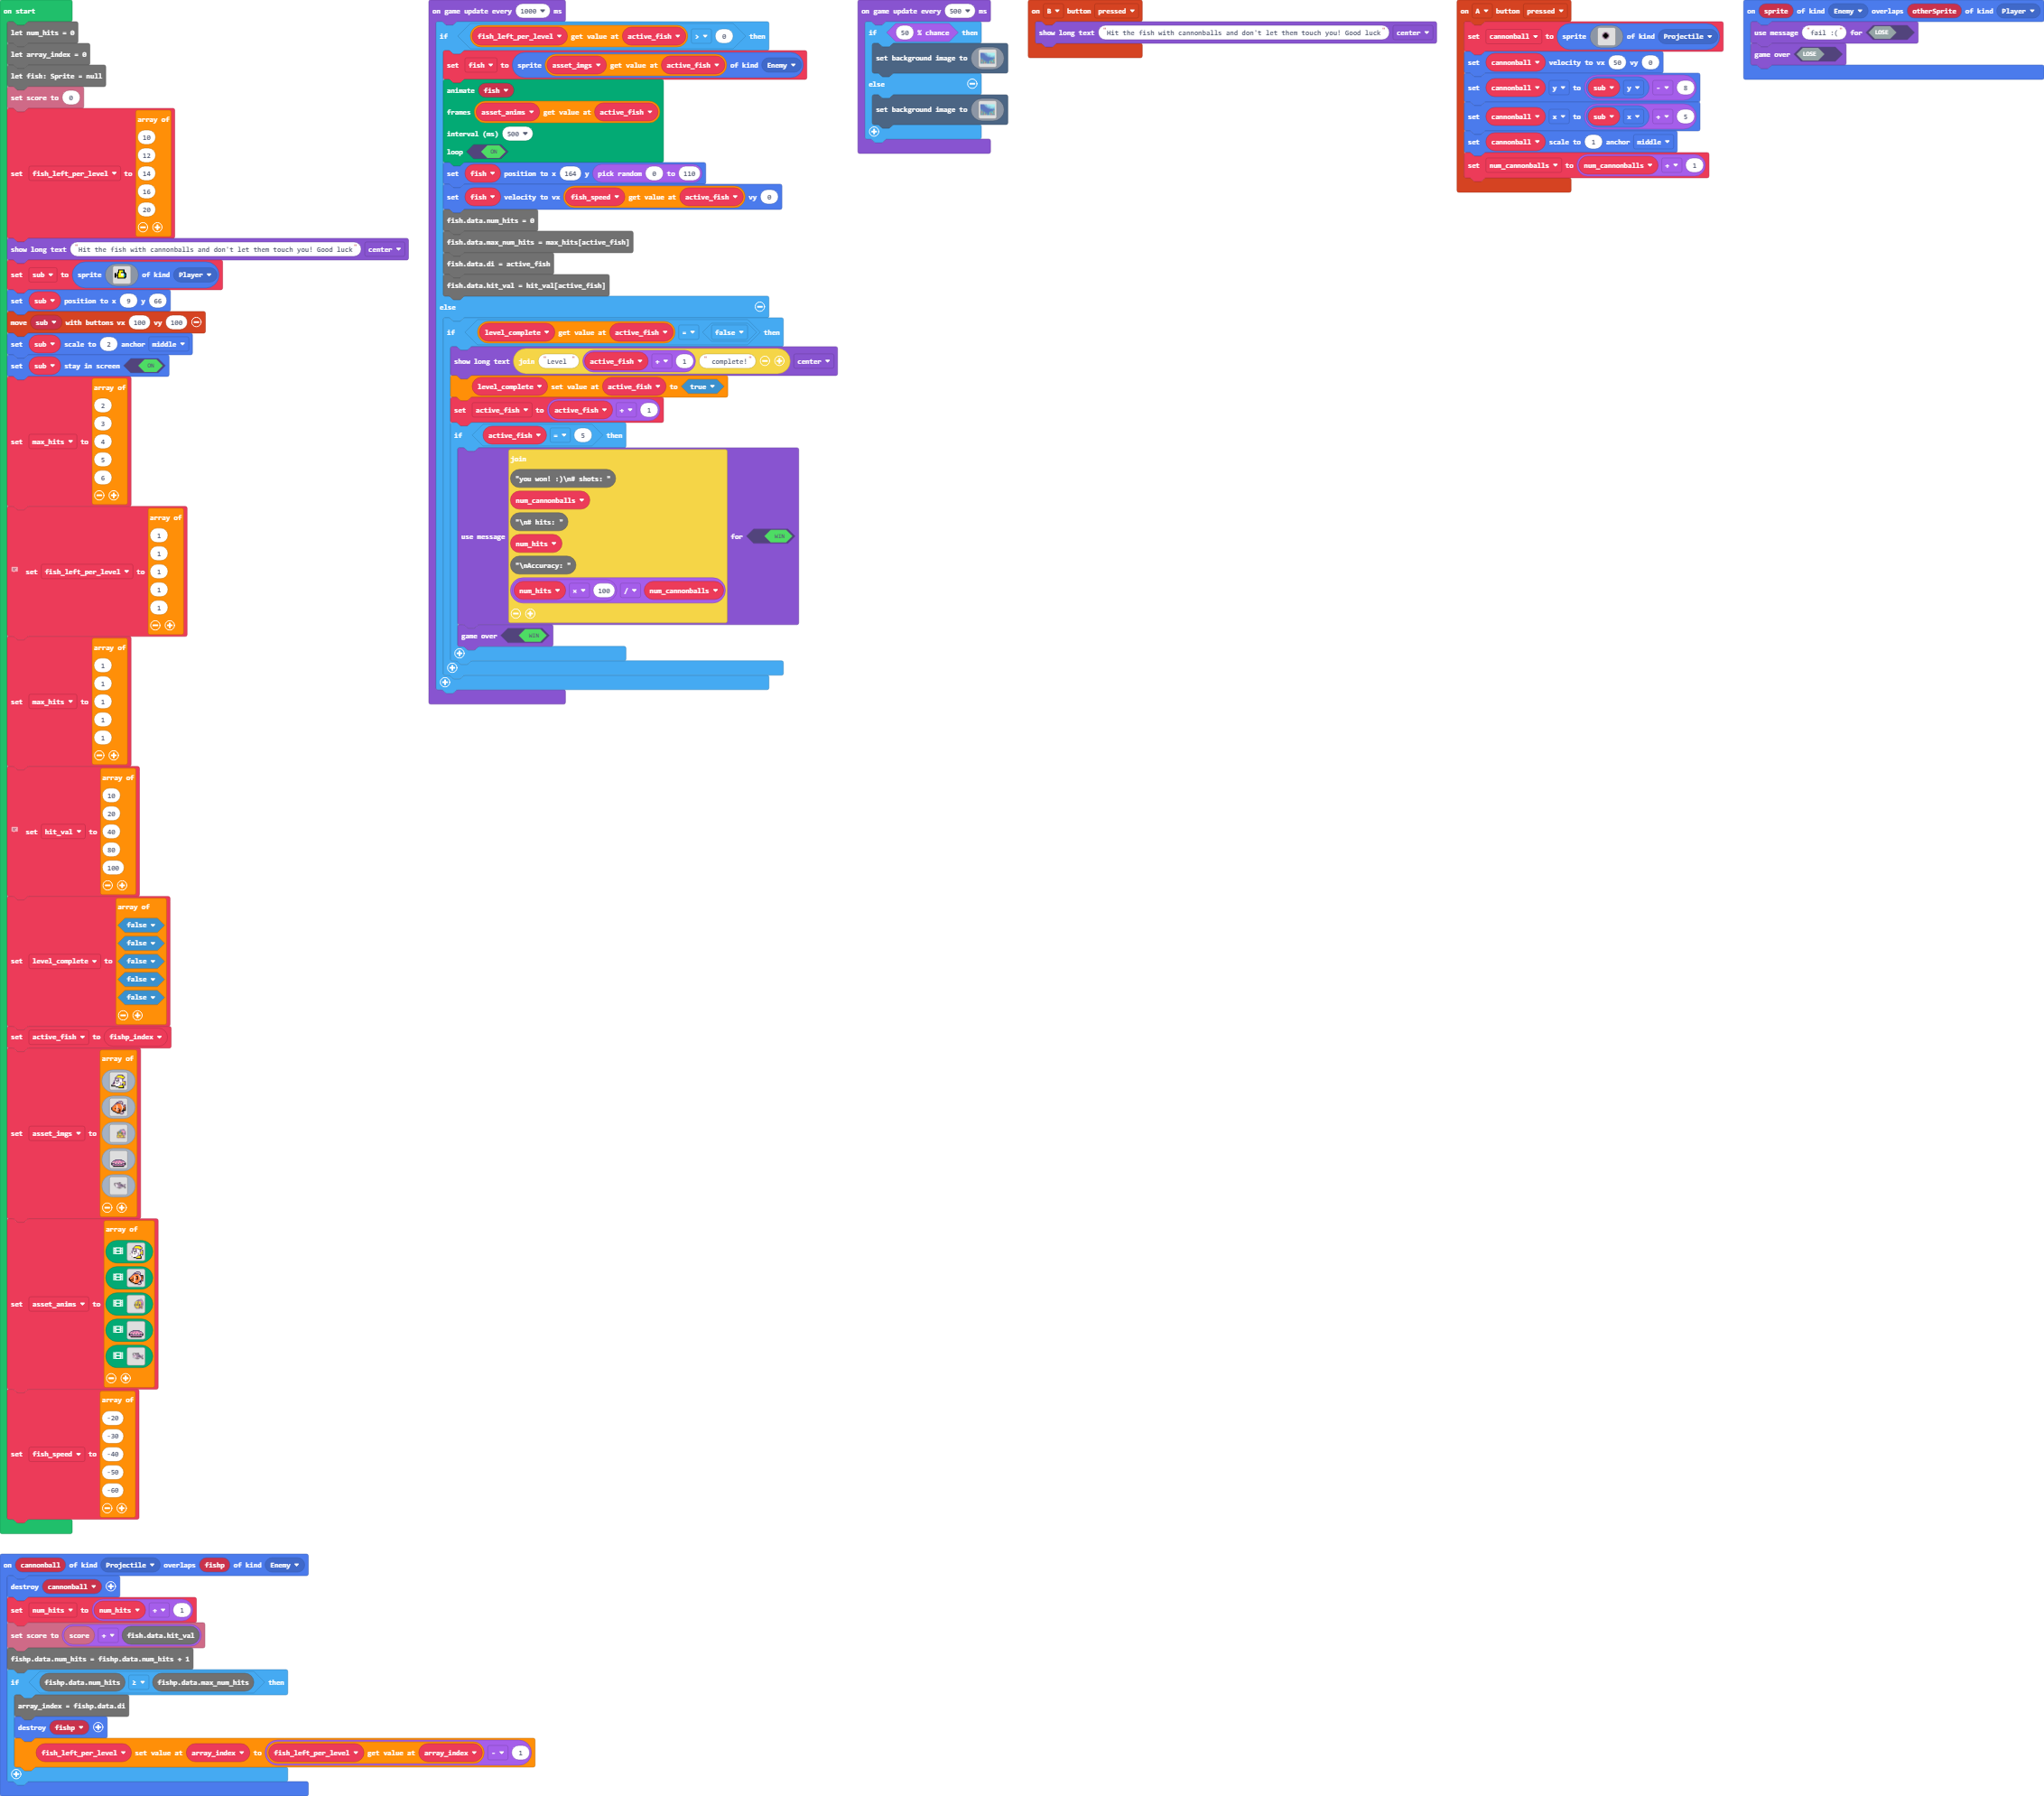 on start
let num_hits = 0
let array_index = 0
let fish: Sprite = null
set score to 0
set fish_left_per_level to array of
10
12
14
16
20
show long text `Hit the fish with cannonballs and don't let them touch you! Good luck` center
set sub to sprite of kind Player
set sub position to x 9 y 66
move sub with buttons vx 100 vy 100
set sub scale to 2 anchor middle
set sub stay in screen ON
set max_hits to array of
2
3
4
5
6
set fish_left_per_level to array of
1
1
1
1
1
set max_hits to array of
1
1
1
1
1
set hit_val to array of
10
20
40
80
100
set level_complete to array of
false
false
false
false
false
set active_fish to fishp_index
set asset_imgs to array of
set asset_anims to array of
set fish_speed to array of
-20
-30
-40
-50
-60
on cannonball of kind Projectile overlaps fishp of kind Enemy
destroy cannonball
set num_hits to num_hits + 1
set score to score + fish.data.hit_val
fishp.data.num_hits = fishp.data.num_hits + 1
if fishp.data.num_hits ≥ fishp.data.max_num_hits then
array_index = fishp.data.di
destroy fishp
fish_left_per_level set value at array_index to fish_left_per_level get value at array_index - 1
on game update every 1000 ms
if fish_left_per_level get value at active_fish > 0 then
set fish to sprite asset_imgs get value at active_fish of kind Enemy
animate fish
frames asset_anims get value at active_fish
interval (ms) 500
loop ON
set fish position to x 164 y pick random 0 to 110
set fish velocity to vx fish_speed get value at active_fish vy 0
fish.data.num_hits = 0
fish.data.max_num_hits = max_hits[active_fish]
fish.data.di = active_fish
fish.data.hit_val = hit_val[active_fish]
else
if level_complete get value at active_fish = false then
show long text join `Level ` active_fish + 1 ` complete!` center
level_complete set value at active_fish to true
set active_fish to active_fish + 1
if active_fish = 5 then
use message join
"you won! :)\n# shots: "
num_cannonballs
"\n# hits: "
num_hits
"\nAccuracy: "
num_hits × 100 / num_cannonballs
for WIN
game over WIN
on game update every 500 ms
if 50 % chance then
set background image to
else
set background image to
on B button pressed
show long text `Hit the fish with cannonballs and don't let them touch you! Good luck` center
on A button pressed
set cannonball to sprite of kind Projectile
set cannonball velocity to vx 50 vy 0
set cannonball y to sub y - 8
set cannonball x to sub x + 5
set cannonball scale to 1 anchor middle
set num_cannonballs to num_cannonballs + 1
on sprite of kind Enemy overlaps otherSprite of kind Player
use message `fail :(` for LOSE
game over LOSE